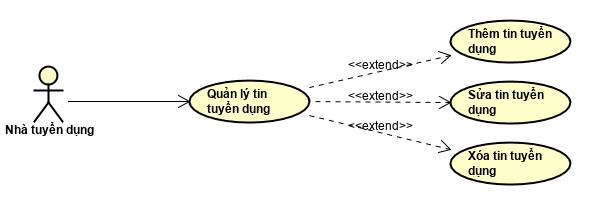 Thêm tin tuyển
dụng
<<extend>>
Quản lý tin
tuyển dụng
<<extend>>
Sửa tin tuyển
dụng
Nhà tuyển dụng
<<extend>>
Xóa tin tuyển
dụng